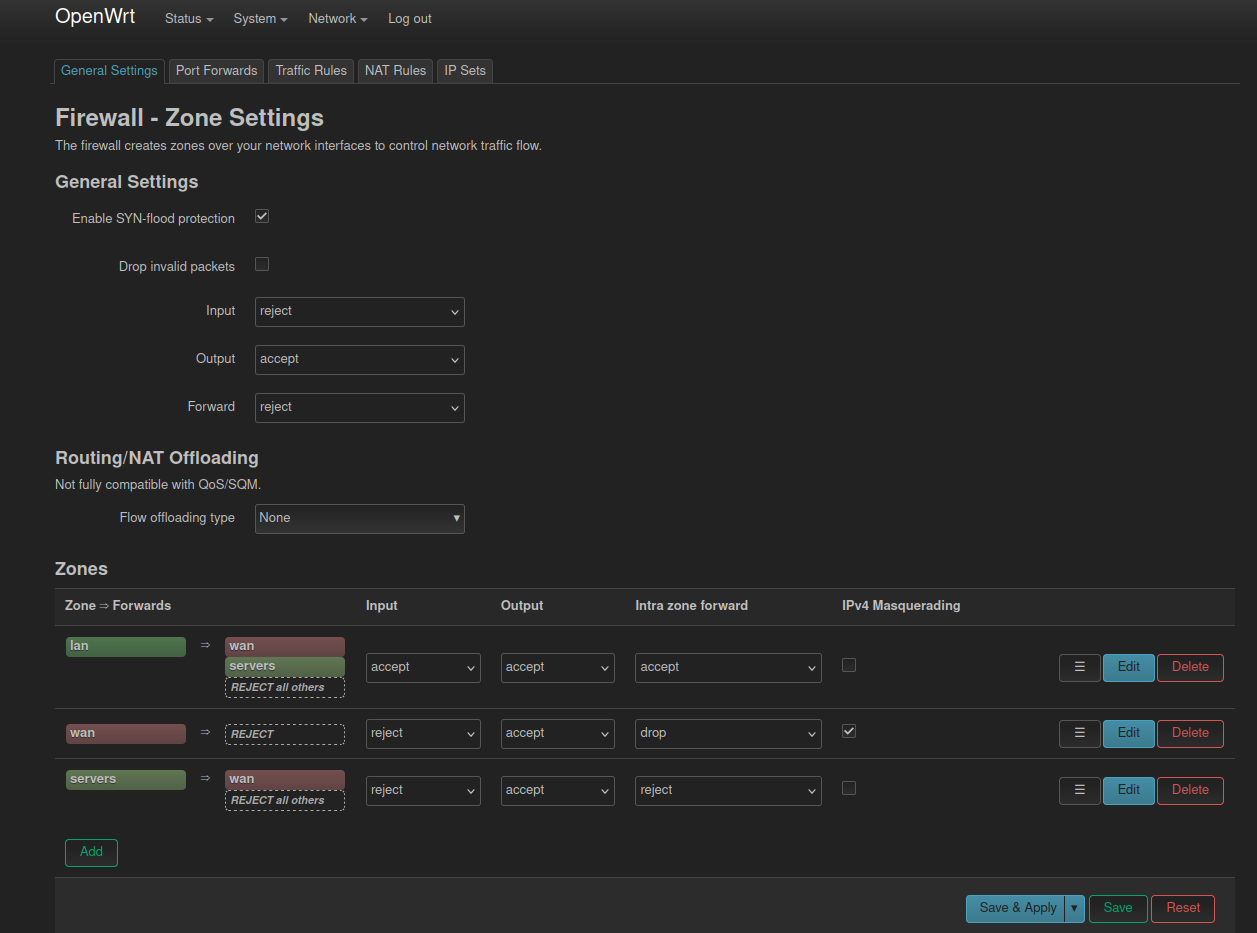 OpenWrt Status System Network Log out
General Settings Port Forwards Traffic Rules NAT Rules IP Sets
Firewall - Zone Settings
The firewall creates zones over your network interfaces to control network traffic flow.
General Settings
Enable SYN-flood protection
Drop invalid packets
Input reject
Output accept
Forward reject
Routing/NAT Offloading
Not fully compatible with QoS/SQM.
Flow offloading type None
Zones
Zone ⇒ Forwards Input Output Intra zone forward IPv4 Masquerading
lan ⇒ wan
servers
REJECT all others
accept accept accept ☰ Edit Delete
wan ⇒ REJECT reject accept drop ☰ Edit Delete
servers ⇒ wan
REJECT all others
reject accept reject ☰ Edit Delete
Add
Save & Apply Save Reset